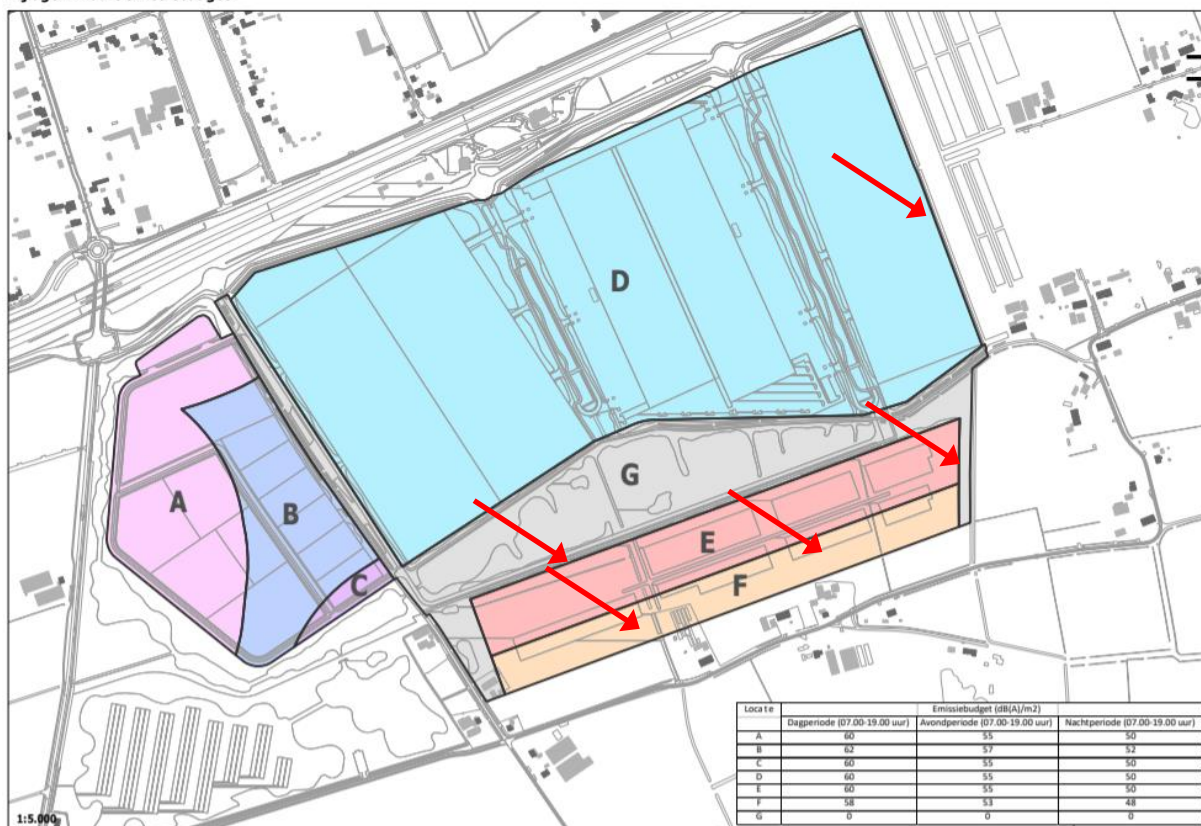 D
G
A
B
E
C
F
Locatie Emissiebudget (dB(A)/m2)
Dagperiode (07.00-19.00 uur) Avondperiode (07.00-19.00 uur) Nachtperiode (07.00-19.00 uur)
A 60 55 50
B 62 57 52
C 60 55 50
D 60 55 50
E 60 55 50
F 58 53 48
G 0 0 0
1:5.000